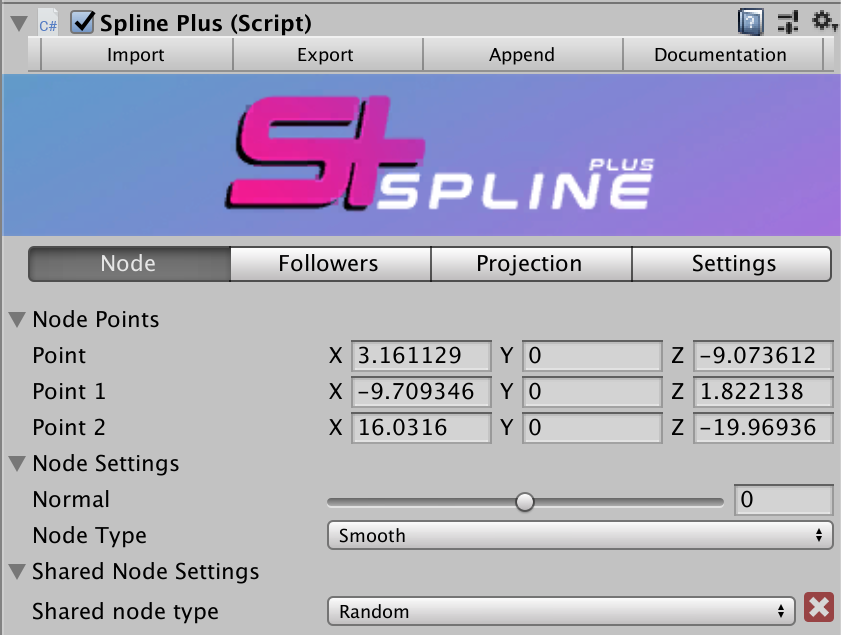 C# Spline Plus (Script)
Import Export Append Documentation
S+ SPLINE PLUS
Node Followers Projection Settings
Node Points
Point X 3.161129 Y 0 Z -9.073612
Point 1 X -9.709346 Y 0 Z 1.822138
Point 2 X 16.0316 Y 0 Z -19.96936
Node Settings
Normal 0
Node Type Smooth
Shared Node Settings
Shared node type Random